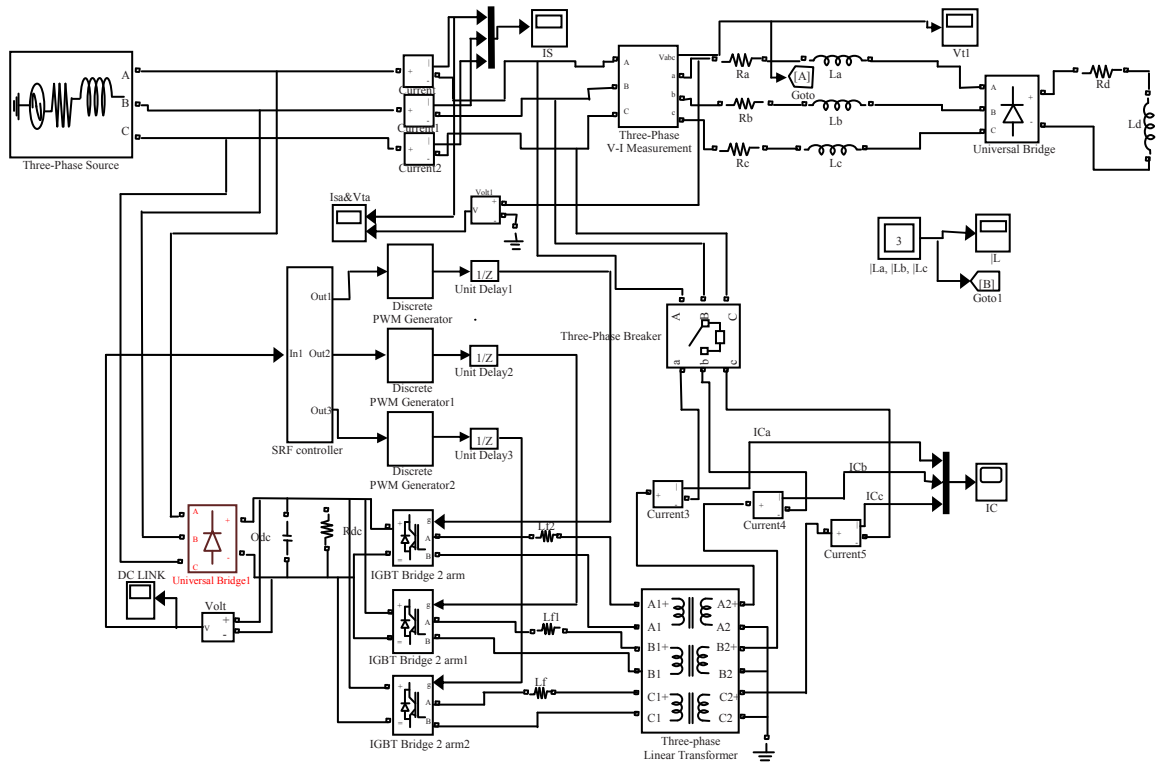 A
B
C
Three-Phase Source
+
-
Current
+
-
Current1
+
-
Current2
IS
A
B
C
Vabc
a
b
c
Three-Phase
V-I Measurement
Ra
La
[A]
Goto
Rb
Lb
Rc
Lc
Vt1
A
B
C
+
-
Universal Bridge
Rd
Ld
Isa&Vta
Volt1
v
+
-
3
|La, |Lb, |Lc
|L
[B]
Goto1
SRF controller
In1
Out1
Out2
Out3
Discrete
PWM Generator
1/Z
Unit Delay1
Discrete
PWM Generator1
1/Z
Unit Delay2
Discrete
PWM Generator2
1/Z
Unit Delay3
Three-Phase Breaker
A
B
C
a
b
c
ICa
ICb
ICc
IC
+
-
Current3
+
-
Current4
+
-
Current5
A
B
C
+
-
Universal Bridge1
Odc
Rdc
DC LINK
Volt
v
+
-
+
=
g
A
B
IGBT Bridge 2 arm
Lf2
+
=
g
A
B
IGBT Bridge 2 arm1
Lf1
+
=
g
A
B
IGBT Bridge 2 arm2
Lf
A1+
A1
B1+
B1
C1+
C1
A2+
A2
B2+
B2
C2+
C2
Three-phase
Linear Transformer